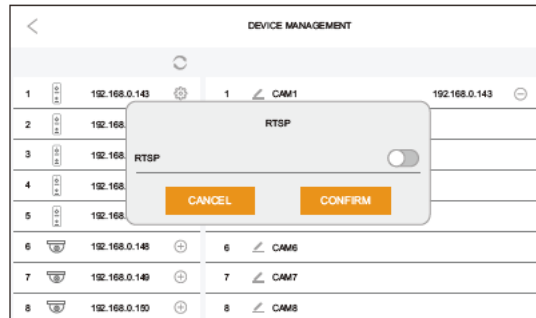 DEVICE MANAGEMENT
1 192.168.0.143 1 CAM1 192.168.0.143
2 192.168.
RTSP
3 192.168.
RTSP
4 192.168.
CANCEL CONFIRM
5 192.168.
6 192.168.0.148 6 CAM6
7 192.168.0.149 7 CAM7
8 192.168.0.150 8 CAM8